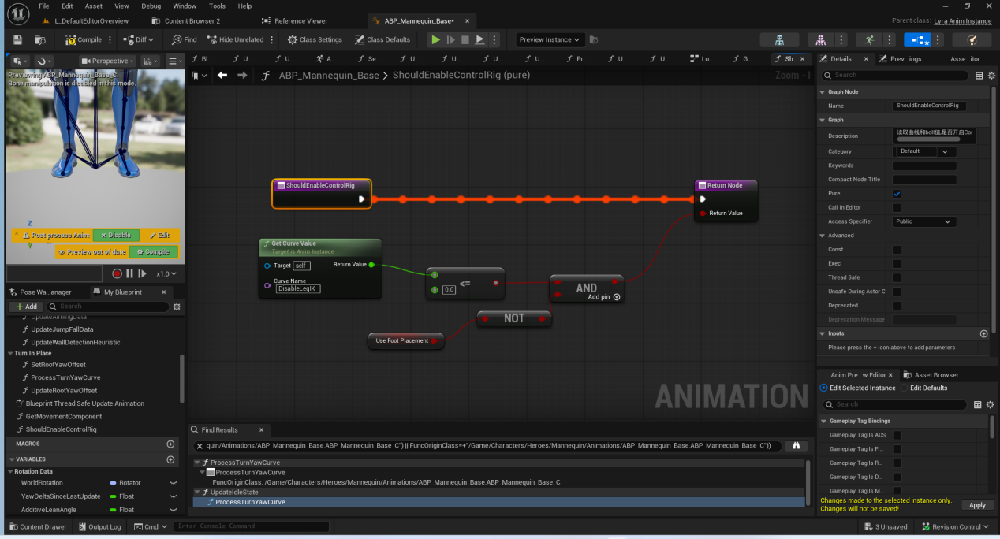 File Edit Asset View Debug Window Tools Help
L_DefaultEditorOverview Content Browser 2 Reference Viewer ABP_Mannequin_Base*
Parent class: Lyra Anim Instance
Compile Diff Find Hide Unrelated Class Settings Class Defaults Preview Instance
Perspective
Previewing ABP_Mannequin_Base_C.
Bone manipulation is disabled in this mode.
Z
Post process Anim: Disable Edit
Y
Preview out of date Compile
x1.0
Pose Wa...anager My Blueprint
Add Search
UpdateAimingData
UpdateJumpFallData
UpdateWallDetectionHeuristic
Turn In Place
SetRootYawOffset
ProcessTurnYawCurve
UpdateRootYawOffset
Blueprint Thread Safe Update Animation
GetMovementComponent
ShouldEnableControlRig
MACROS
VARIABLES
Rotation Data
WorldRotation Rotator
YawDeltaSinceLastUpdate Float
AdditiveLeanAngle Float
Bl... U... U... A... Se... U... U... U... U... Pr... U... U... Lo... G... Sh...
ABP_Mannequin_Base > ShouldEnableControlRig (pure)
Zoom -1
ShouldEnableControlRig
Return Node
Return Value
Get Curve Value
Target is Anim Instance
Target self Return Value
Curve Name
DisableLegIK
0.0 <=
AND
Add pin
NOT
Use Foot Placement
ANIMATION
Find Results
quin/Animations/ABP_Mannequin_Base.ABP_Mannequin_Base_C") || FuncOriginClass=+"/Game/Characters/Heroes/Mannequin/Animations/ABP_Mannequin_Base.ABP_Mannequin_Base_C"))
ProcessTurnYawCurve
ProcessTurnYawCurve
FuncOriginClass: /Game/Characters/Heroes/Mannequin/Animations/ABP_Mannequin_Base.ABP_Mannequin_Base_C
UpdateIdleState
ProcessTurnYawCurve
Details Prev...ings Asse...itor
Search
Graph Node
Name ShouldEnableControlRig
Graph
Description 读取曲线和boll值,是否开启Cor
Category Default
Keywords
Compact Node Title
Pure
Call In Editor
Access Specifier Public
Advanced
Const
Exec
Thread Safe
Unsafe During Actor C
Deprecated
Deprecation Message
Inputs
Please press the + icon above to add parameters
Anim Pre...w Editor Asset Browser
Edit Selected Instance Edit Defaults
Search
Gameplay Tag Bindings
Gameplay Tag Is ADS
Gameplay Tag Is Fi...
Gameplay Tag Is R...
Gameplay Tag Is D...
Gameplay Tag Is M...
Changes made to the selected instance only.
Changes will not be saved!
Apply
Content Drawer Output Log Cmd Enter Console Command
3 Unsaved Revision Control